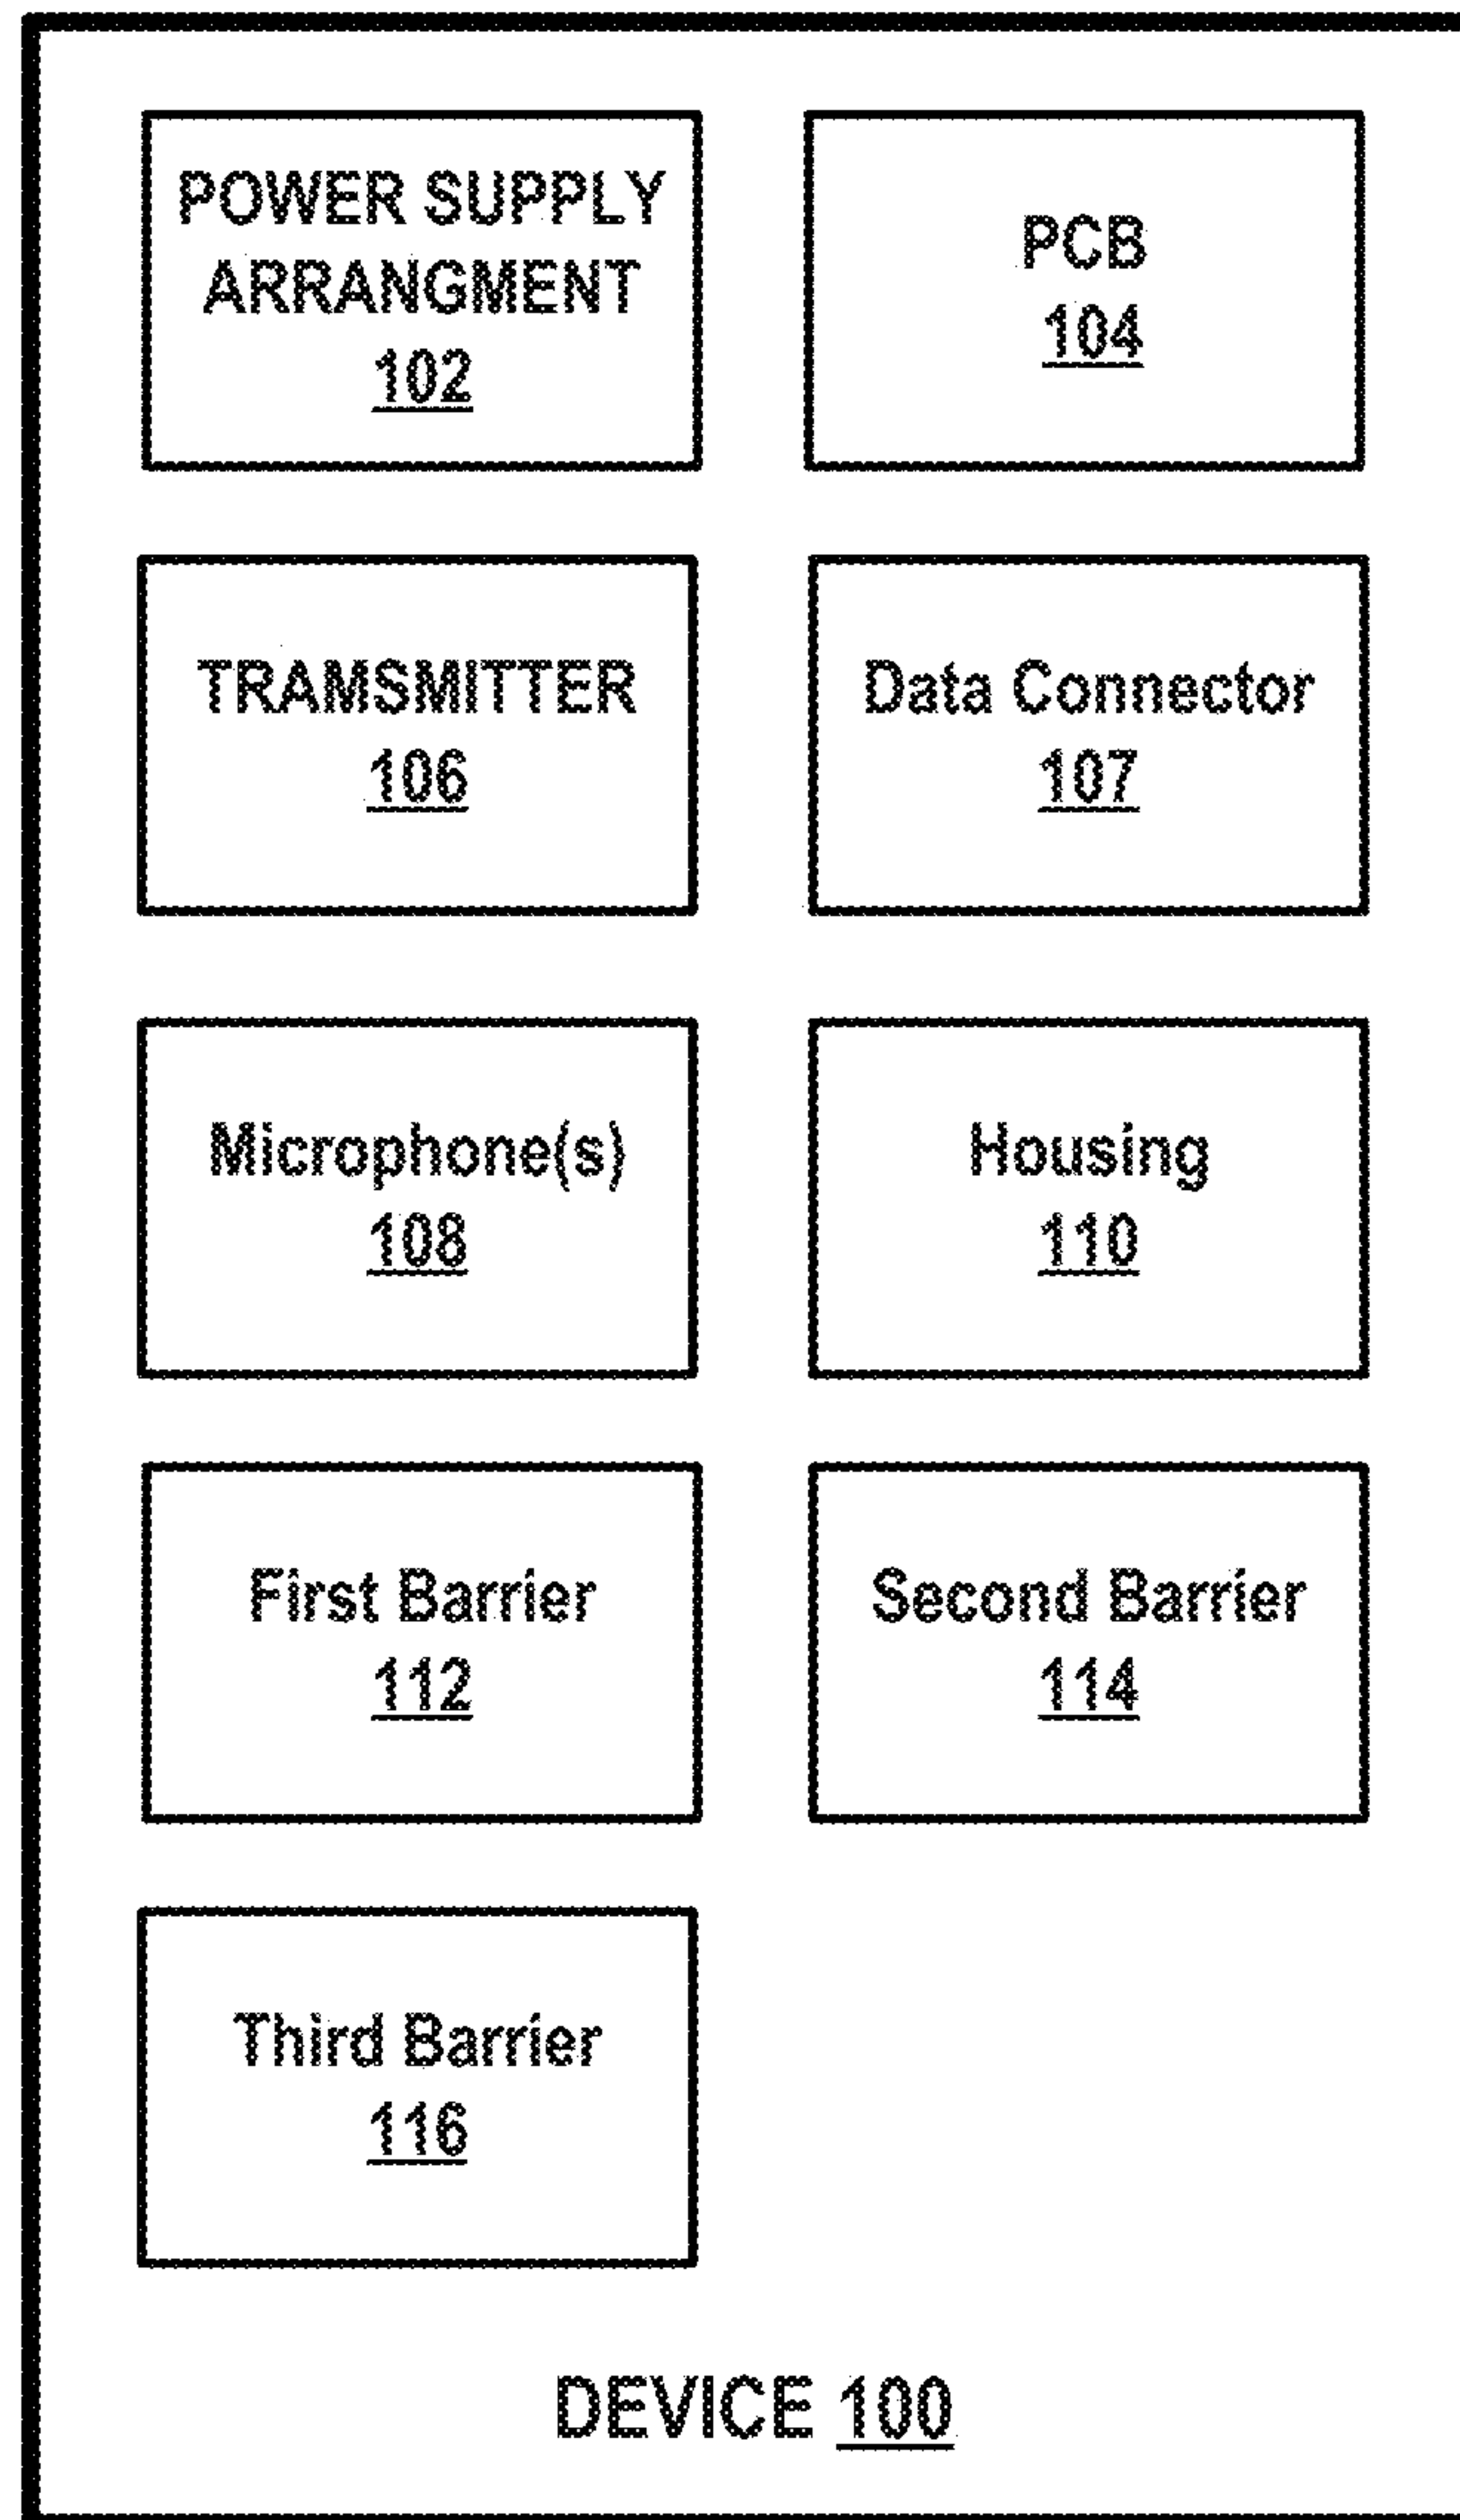 POWER SUPPLY
ARRANGMENT
102
PCB
104
TRAMSMITTER
106
Data Connector
107
Microphone(s)
108
Housing
110
First Barrier
112
Second Barrier
114
Third Barrier
116
DEVICE 100